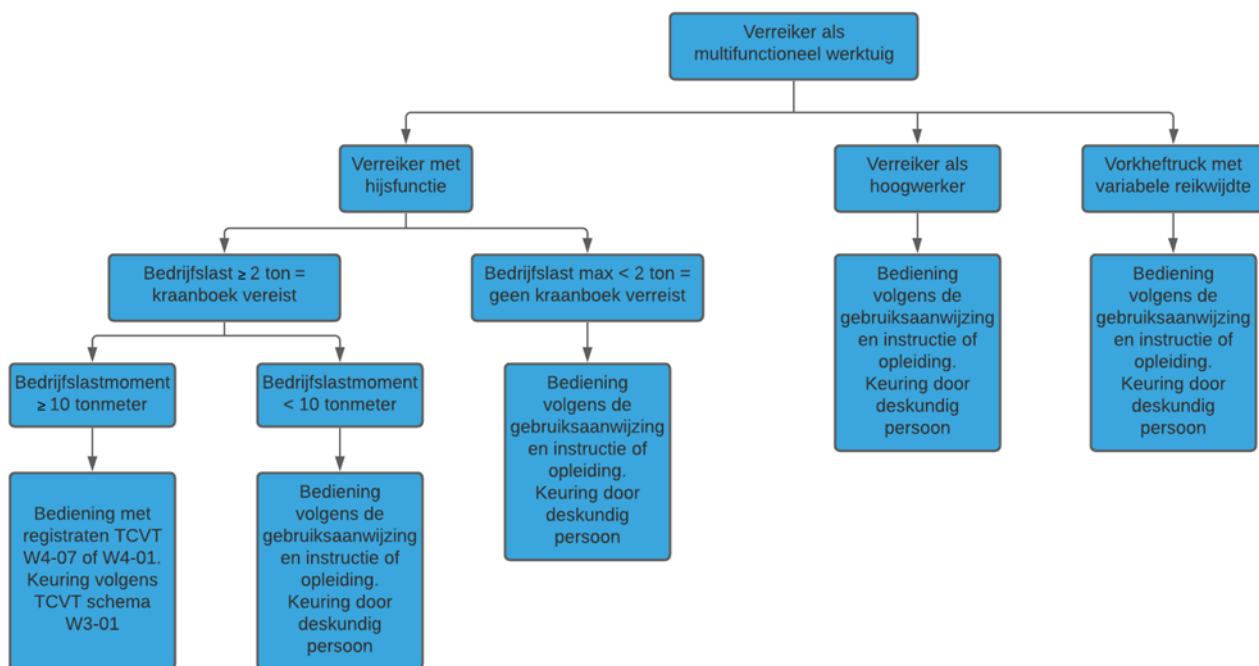 Verreiker als
multifunctioneel werktuig
Verreiker met
hijsfunctie
Verreiker als
hoogwerker
Vorkheftruck met
variabele reikwijdte
Bedrijfslast ≥ 2 ton =
kraanboek vereist
Bedrijfslast max < 2 ton =
geen kraanboek verreist
Bediening
volgens de
gebruiksaanwijzing
en instructie of
opleiding.
Keuring door
deskundig
persoon
Bediening
volgens de
gebruiksaanwijzing
en instructie of
opleiding.
Keuring door
deskundig
persoon
Bedrijfslastmoment
≥ 10 tonmeter
Bedrijfslastmoment
< 10 tonmeter
Bediening
volgens de
gebruiksaanwijzing
en instructie of
opleiding.
Keuring door
deskundig
persoon
Bediening met
registraten TCVT
W4-07 of W4-01.
Keuring volgens
TCVT schema
W3-01
Bediening
volgens de
gebruiksaanwijzing
en instructie of
opleiding.
Keuring door
deskundig
persoon